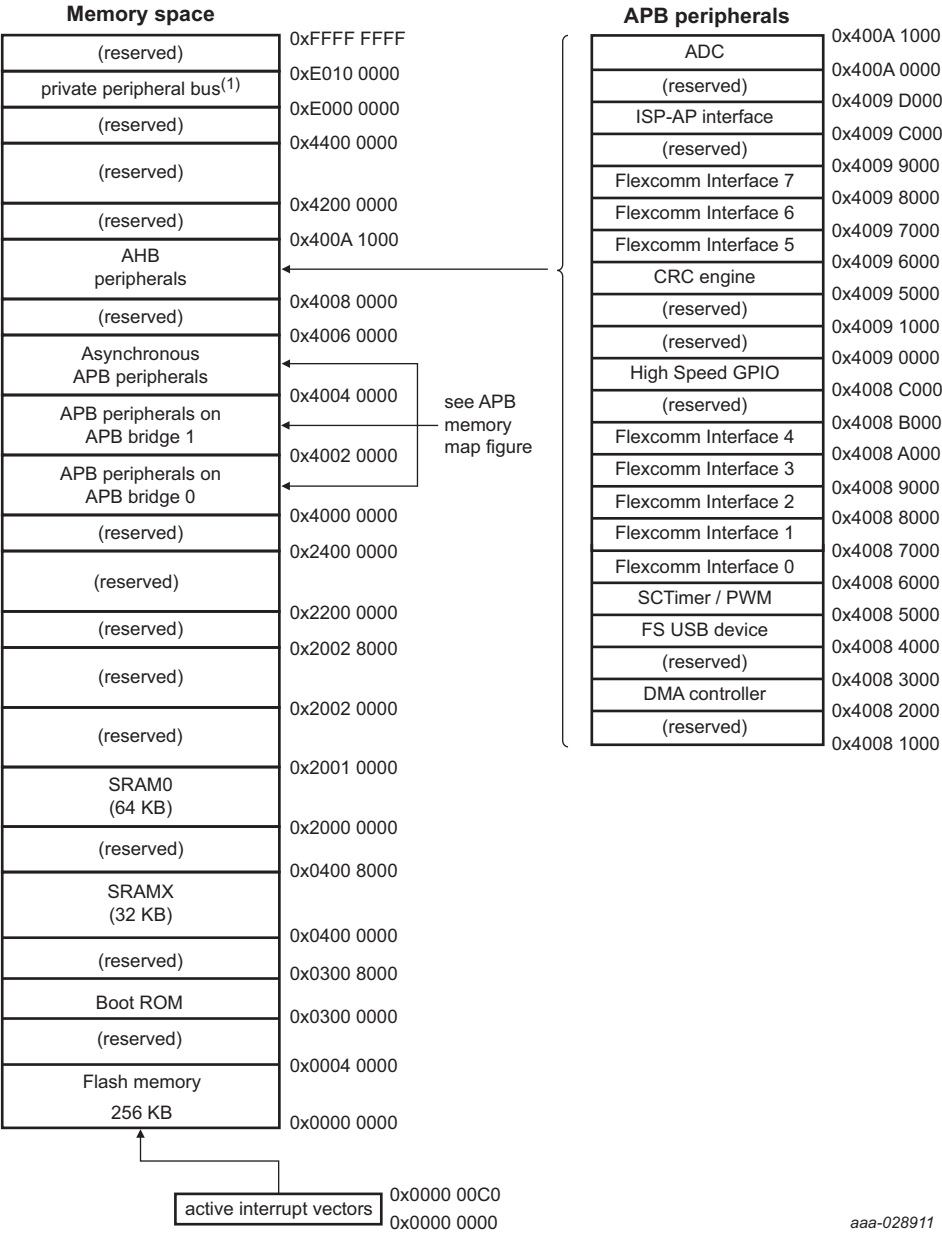 Memory space
0xFFFF FFFF
(reserved)
0xE010 0000
private peripheral bus(1)
0xE000 0000
(reserved)
0x4400 0000
(reserved)
0x4200 0000
(reserved)
0x400A 1000
AHB
peripherals
0x4008 0000
(reserved)
0x4006 0000
Asynchronous
APB peripherals
0x4004 0000
APB peripherals on
APB bridge 1
0x4002 0000
APB peripherals on
APB bridge 0
0x4000 0000
(reserved)
0x2400 0000
(reserved)
0x2200 0000
(reserved)
0x2002 8000
(reserved)
0x2002 0000
(reserved)
0x2001 0000
SRAM0
(64 KB)
0x2000 0000
(reserved)
0x0400 8000
SRAMX
(32 KB)
0x0400 0000
(reserved)
0x0300 8000
Boot ROM
0x0300 0000
(reserved)
0x0004 0000
Flash memory
256 KB
0x0000 0000
active interrupt vectors
0x0000 00C0
0x0000 0000
see APB
memory
map figure
APB peripherals
0x400A 1000
ADC
0x400A 0000
(reserved)
0x4009 D000
ISP-AP interface
0x4009 C000
(reserved)
0x4009 9000
Flexcomm Interface 7
0x4009 8000
Flexcomm Interface 6
0x4009 7000
Flexcomm Interface 5
0x4009 6000
CRC engine
0x4009 5000
(reserved)
0x4009 1000
(reserved)
0x4009 0000
High Speed GPIO
0x4008 C000
(reserved)
0x4008 B000
Flexcomm Interface 4
0x4008 A000
Flexcomm Interface 3
0x4008 9000
Flexcomm Interface 2
0x4008 8000
Flexcomm Interface 1
0x4008 7000
Flexcomm Interface 0
0x4008 6000
SCTimer / PWM
0x4008 5000
FS USB device
0x4008 4000
(reserved)
0x4008 3000
DMA controller
0x4008 2000
(reserved)
0x4008 1000
aaa-028911